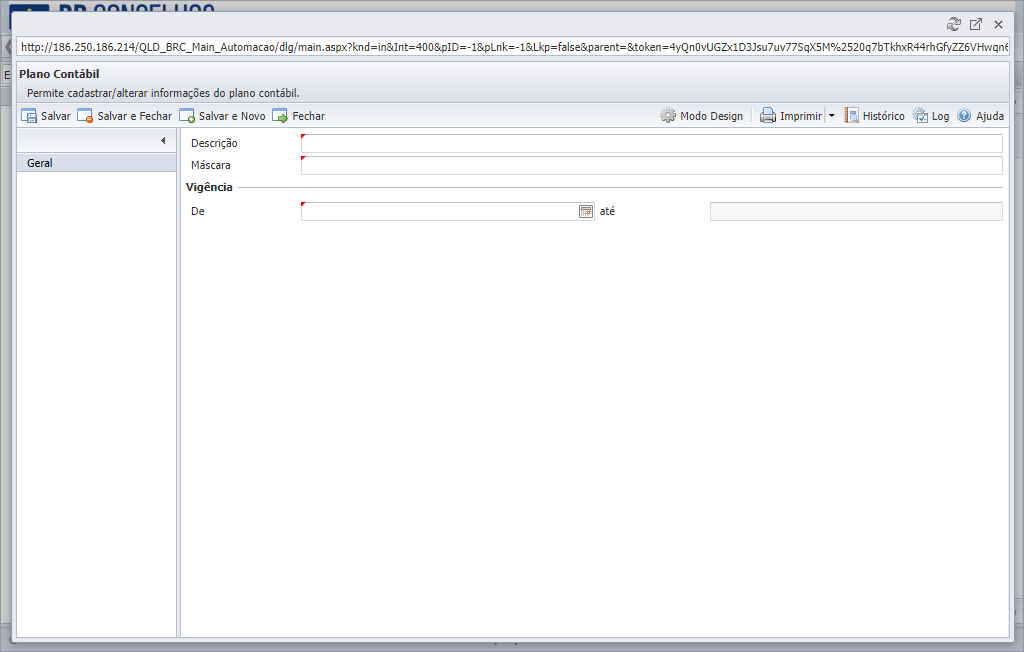 http://186.250.186.214/QLD_BRC_Main_Automacao/dlg/main.aspx?knd=in&Int=400&pID=-1&pLnk=-1&Lkp=false&parent=&token=4yQn0vUGZx1D3Jsu7uv77SqX5M%2520q7bTkhxR44rhGfyZZ6VHwqn6
Plano Contábil
Permite cadastrar/alterar informações do plano contábil.
Salvar Salvar e Fechar Salvar e Novo Fechar Modo Design Imprimir Histórico Log Ajuda
Geral
Descrição
Máscara
Vigência
De até